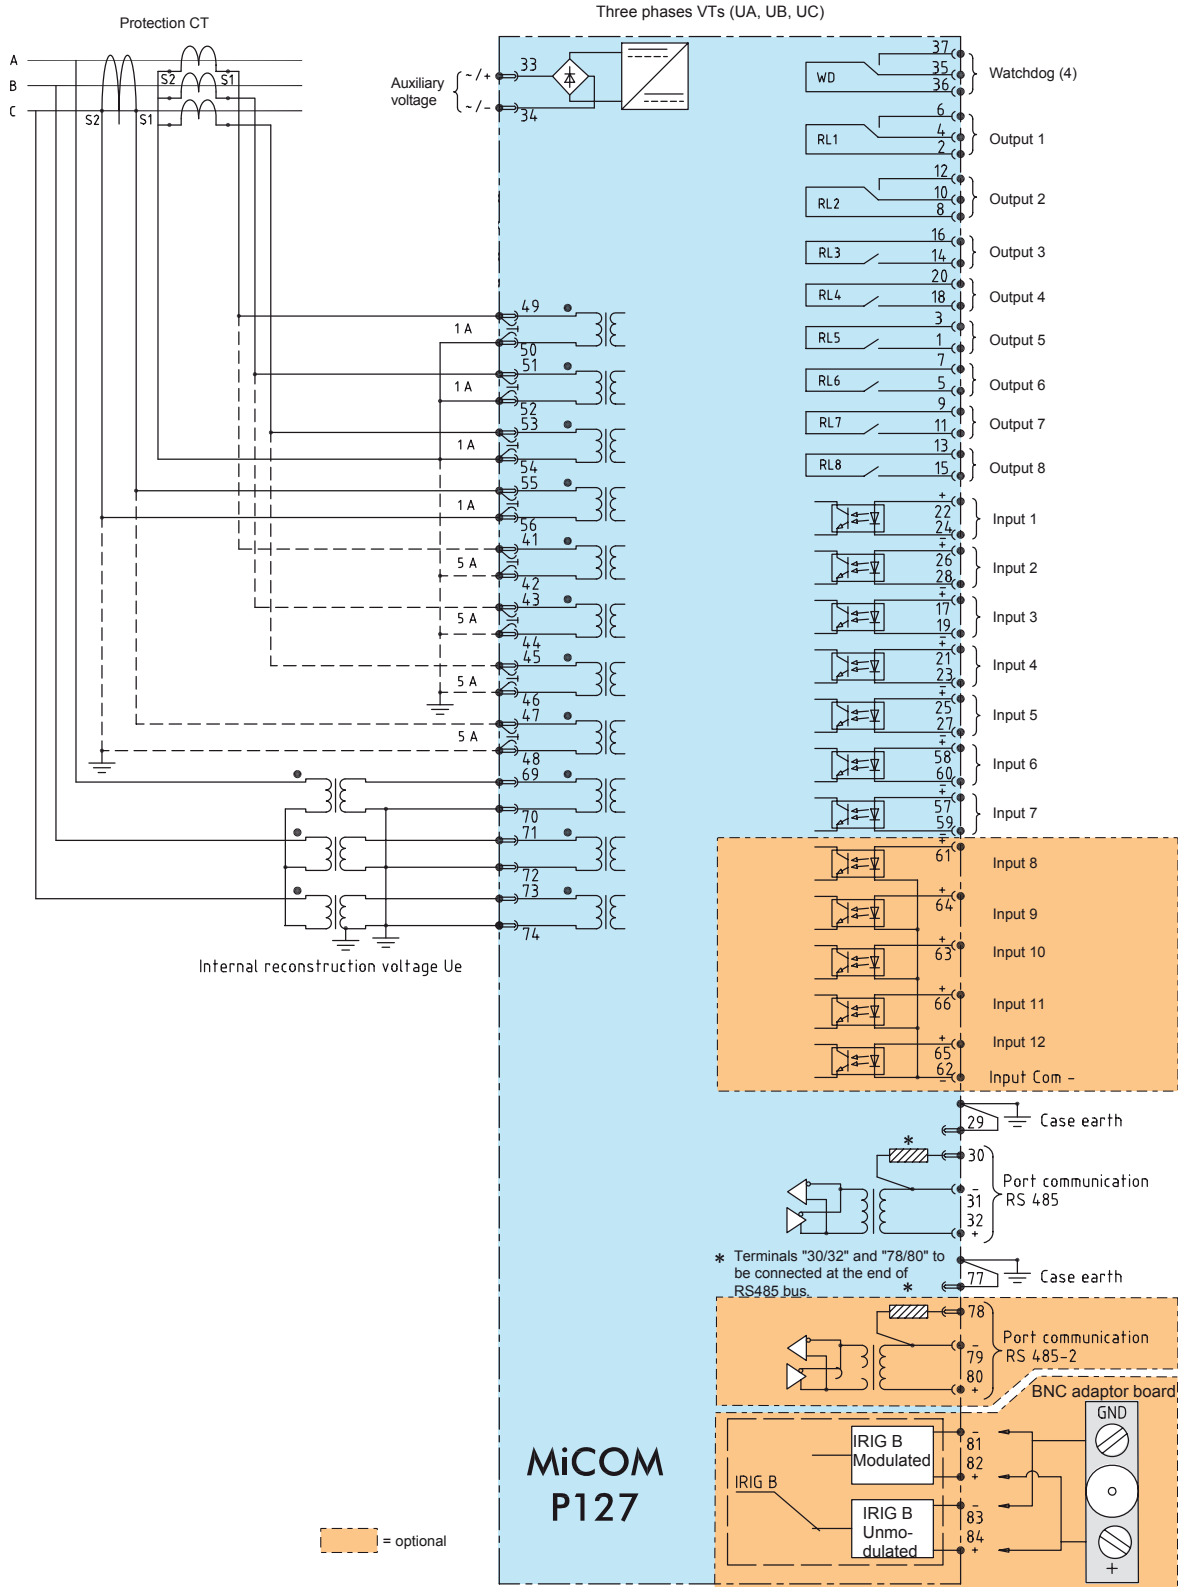 Three phases VTs (UA, UB, UC)
Protection CT
A
B
C
S2
S1
S2
S1
Auxiliary
voltage
~/+
~/-
33
34
WD
37
35
36
Watchdog (4)
RL1
6
4
2
Output 1
RL2
12
10
8
Output 2
RL3
16
14
Output 3
RL4
20
18
Output 4
RL5
3
1
Output 5
RL6
7
5
Output 6
RL7
9
11
Output 7
RL8
13
15
Output 8
1 A
49
50
1 A
51
52
1 A
53
54
1 A
55
56
5 A
41
42
5 A
43
44
5 A
45
46
5 A
47
48
69
70
71
72
73
74
Internal reconstruction voltage Ue
+
22
24
-
Input 1
+
26
28
-
Input 2
+
17
19
-
Input 3
+
21
23
-
Input 4
+
25
27
-
Input 5
+
58
60
-
Input 6
+
57
59
-
Input 7
+
61
Input 8
+
64
Input 9
+
63
Input 10
+
66
Input 11
+
65
Input 12
62
-
Input Com -
29
Case earth
*
30
-
31
32
+
Port communication
RS 485
* Terminals "30/32" and "78/80" to
be connected at the end of
RS485 bus.
*
77
Case earth
78
-
79
80
+
Port communication
RS 485-2
BNC adaptor board
GND
+
IRIG B
IRIG B
Modulated
-
81
82
+
IRIG B
Unmo-
dulated
-
83
84
+
MiCOM
P127
= optional